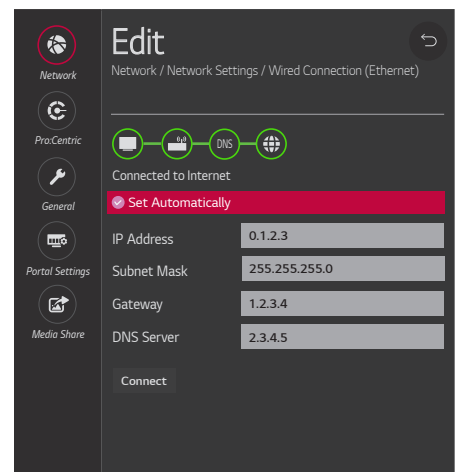 Edit
Network / Network Settings / Wired Connection (Ethernet)
Network
Pro:Centric
General
Portal Settings
Media Share
DNS
Connected to Internet
Set Automatically
IP Address 0.1.2.3
Subnet Mask 255.255.255.0
Gateway 1.2.3.4
DNS Server 2.3.4.5
Connect